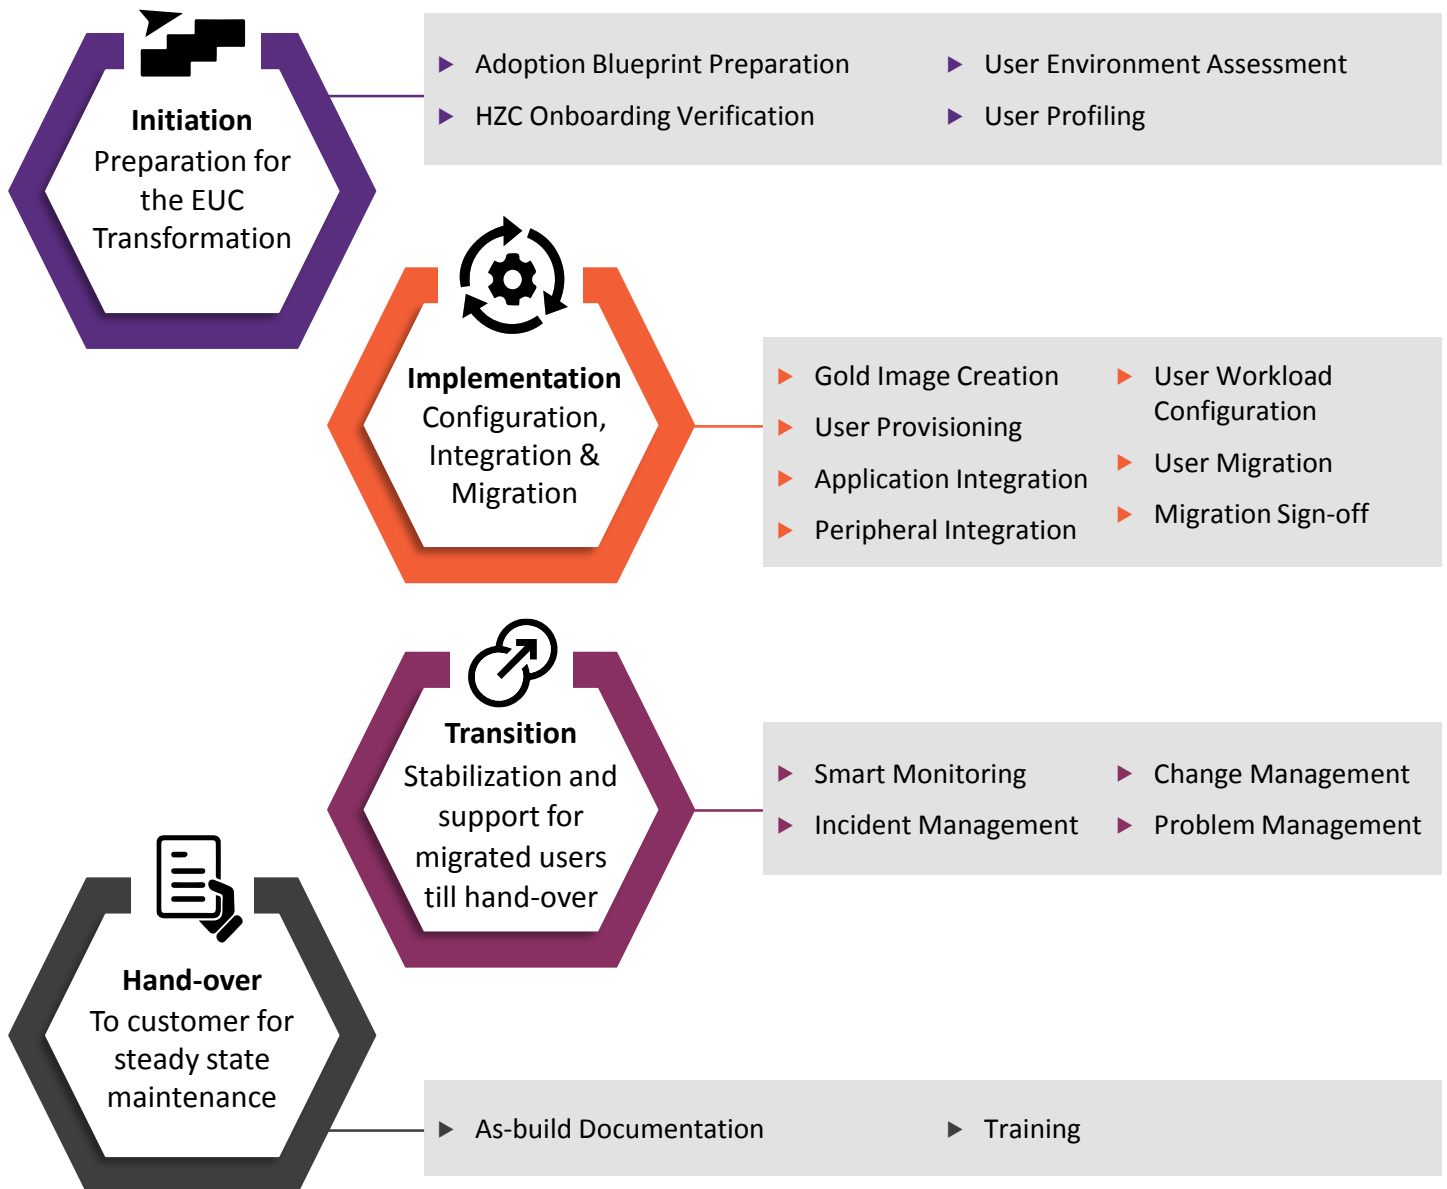 Initiation
Preparation for
the EUC
Transformation
Adoption Blueprint Preparation
HZC Onboarding Verification
User Environment Assessment
User Profiling
Implementation
Configuration,
Integration &
Migration
Gold Image Creation
User Provisioning
Application Integration
Peripheral Integration
User Workload
Configuration
User Migration
Migration Sign-off
Transition
Stabilization and
support for
migrated users
till hand-over
Smart Monitoring
Incident Management
Change Management
Problem Management
Hand-over
To customer for
steady state
maintenance
As-build Documentation
Training